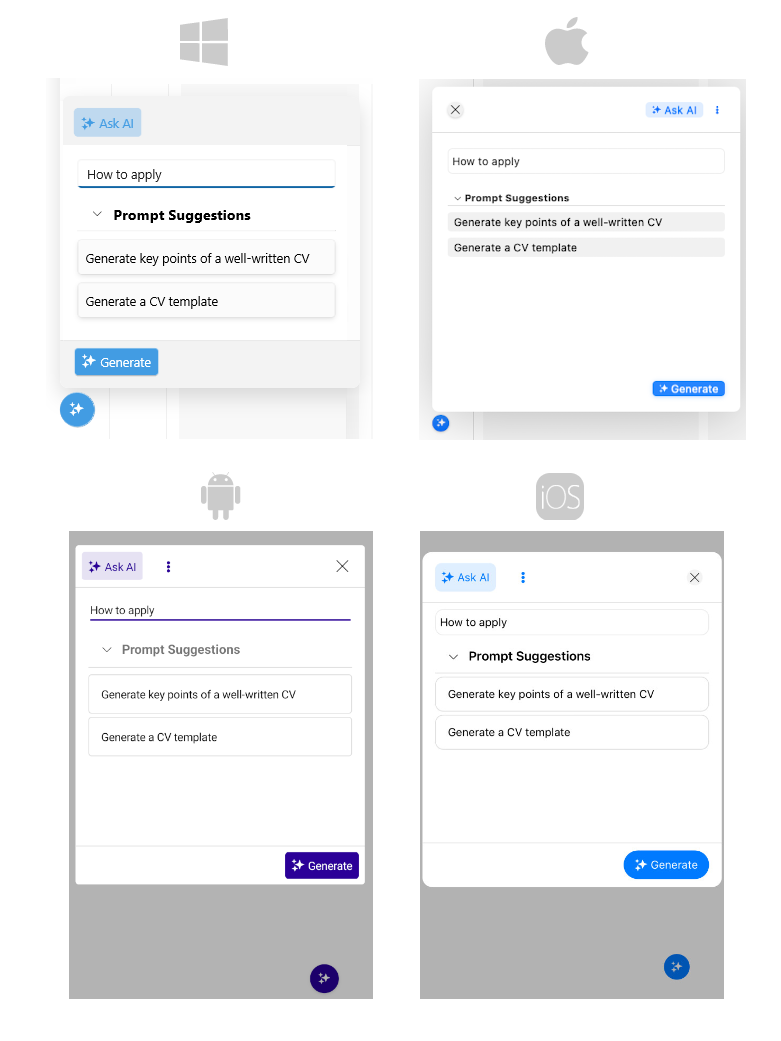 Ask AI
How to apply
Prompt Suggestions
Generate key points of a well-written CV
Generate a CV template
Generate
Ask AI
How to apply
Prompt Suggestions
Generate key points of a well-written CV
Generate a CV template
Generate
Ask AI
How to apply
Prompt Suggestions
Generate key points of a well-written CV
Generate a CV template
Generate
iOS
Ask AI
How to apply
Prompt Suggestions
Generate key points of a well-written CV
Generate a CV template
Generate